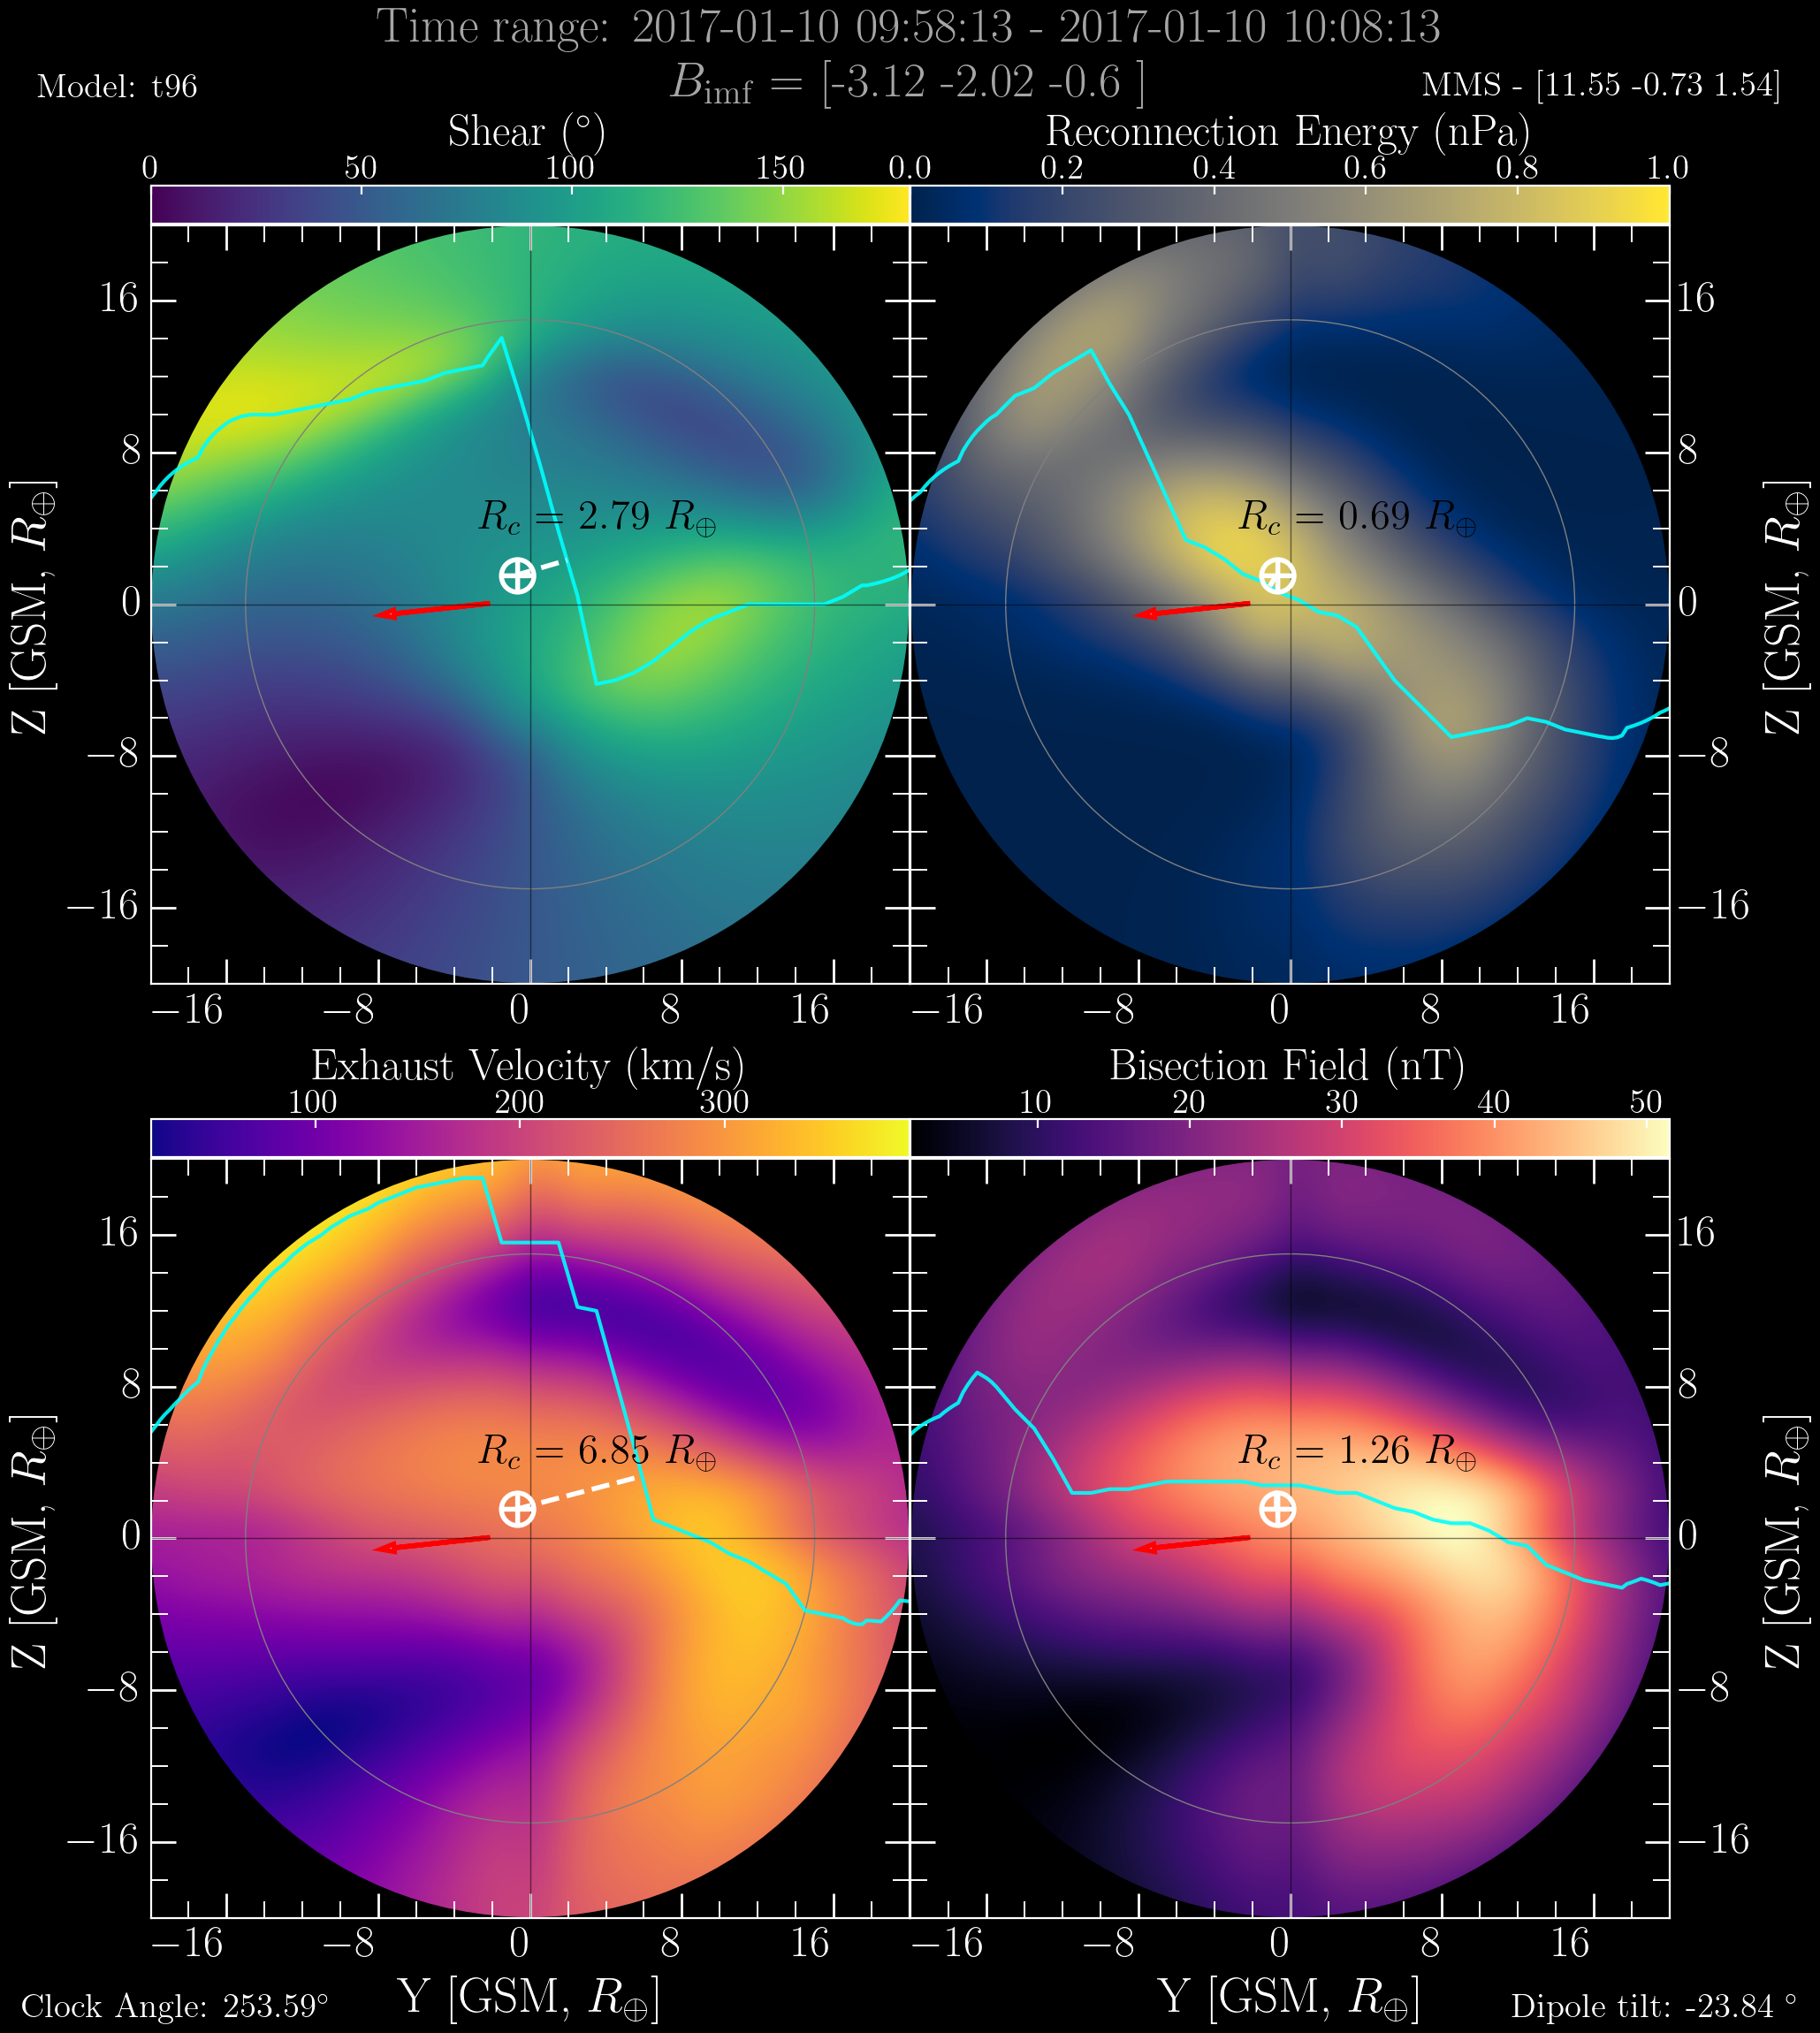 Time range: 2017-01-10 09:58:13 - 2017-01-10 10:08:13
Model: t96
B_imf = [-3.12 -2.02 -0.6 ]
MMS - [11.55 -0.73 1.54]
Shear (°)
Reconnection Energy (nPa)
0 50 100 150
0.0 0.2 0.4 0.6 0.8 1.0
16
8
0
−8
−16
Z [GSM, R⊕]
R_c = 2.79 R⊕
R_c = 0.69 R⊕
16
8
0
−8
−16
Z [GSM, R⊕]
−16 −8 0 8 16
−16 −8 0 8 16
Exhaust Velocity (km/s)
Bisection Field (nT)
100 200 300
10 20 30 40 50
16
8
0
−8
−16
Z [GSM, R⊕]
R_c = 6.85 R⊕
R_c = 1.26 R⊕
16
8
0
−8
−16
Z [GSM, R⊕]
−16 −8 0 8 16
−16 −8 0 8 16
Y [GSM, R⊕]
Y [GSM, R⊕]
Clock Angle: 253.59°
Dipole tilt: -23.84 °